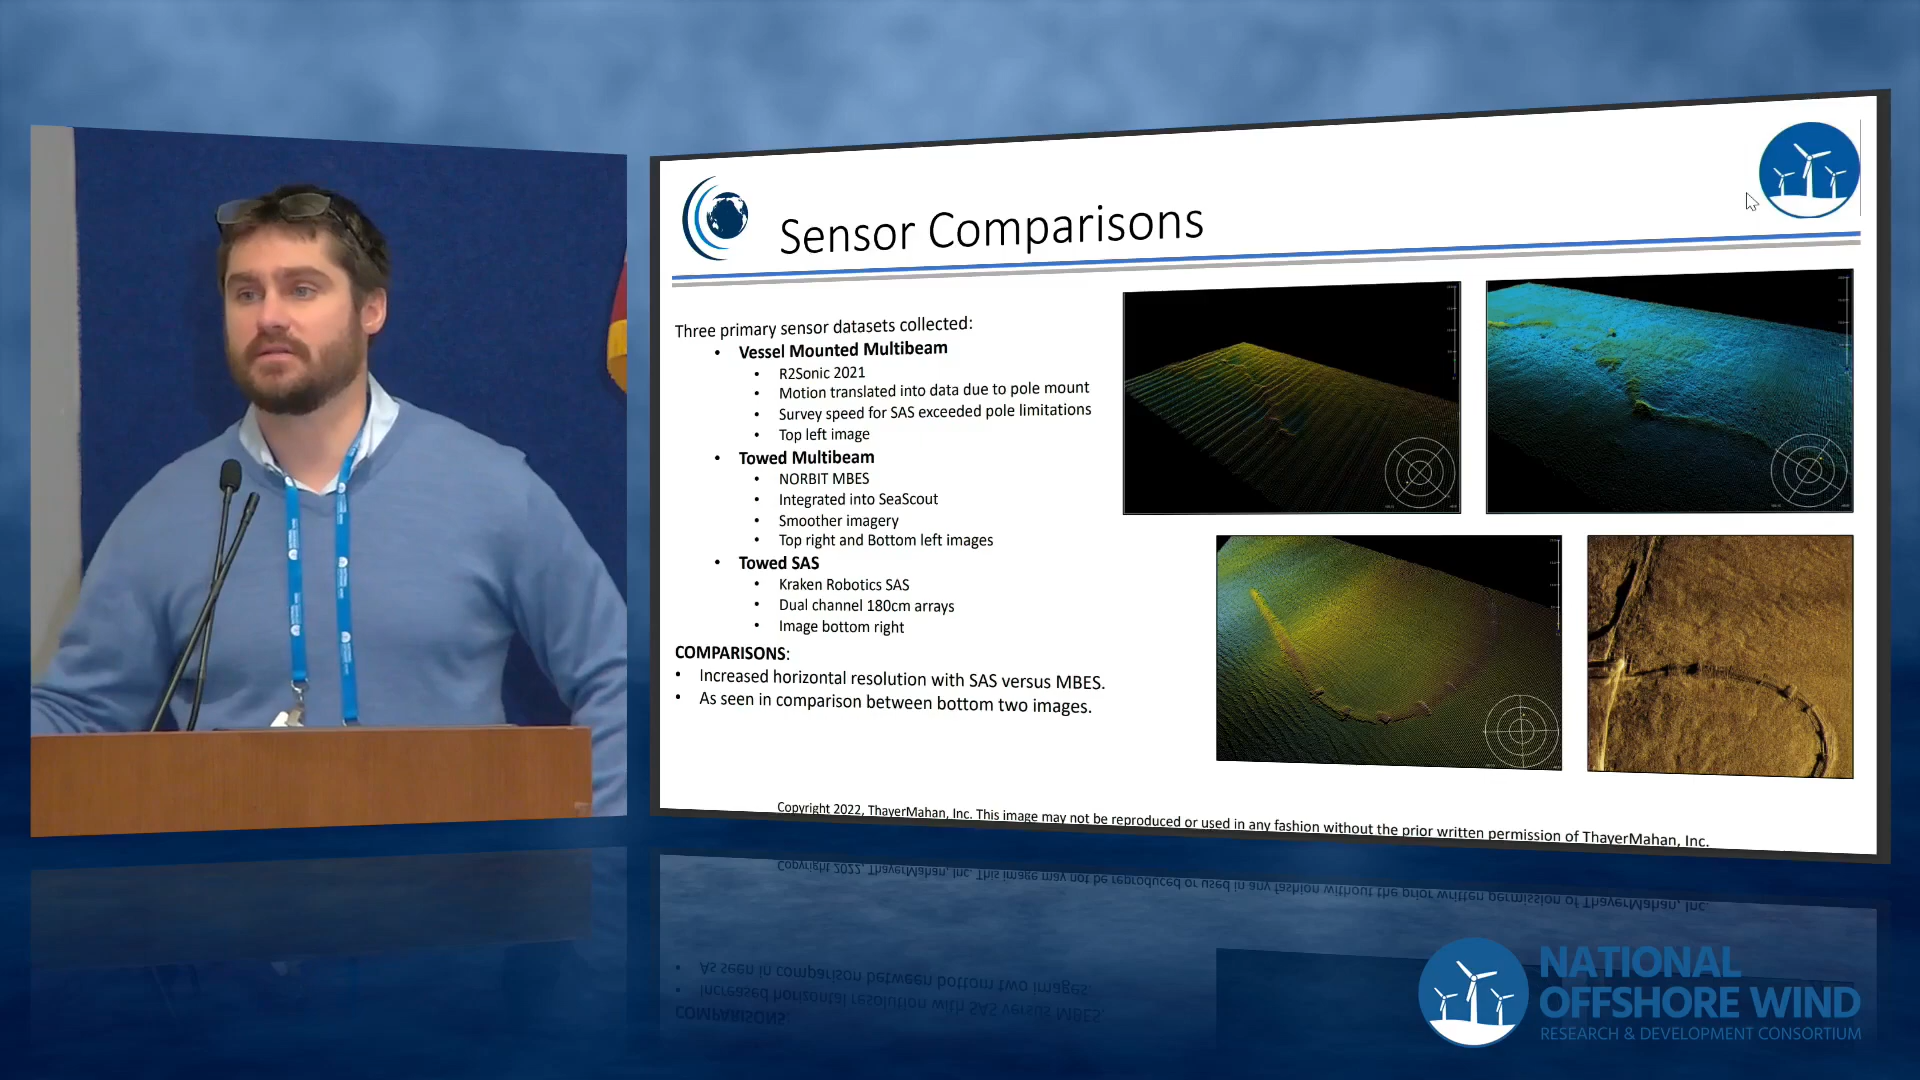 Sensor Comparisons
Three primary sensor datasets collected:
• Vessel Mounted Multibeam
• R2Sonic 2021
• Motion translated into data due to pole mount
• Survey speed for SAS exceeded pole limitations
• Top left image
• Towed Multibeam
• NORBIT MBES
• Integrated into SeaScout
• Smoother imagery
• Top right and Bottom left images
• Towed SAS
• Kraken Robotics SAS
• Dual channel 180cm arrays
• Image bottom right
COMPARISONS:
• Increased horizontal resolution with SAS versus MBES.
• As seen in comparison between bottom two images.
Copyright 2022, ThayerMahan, Inc. This image may not be reproduced or used in any fashion without the prior written permission of ThayerMahan, Inc.
NATIONAL
OFFSHORE WIND
RESEARCH & DEVELOPMENT CONSORTIUM